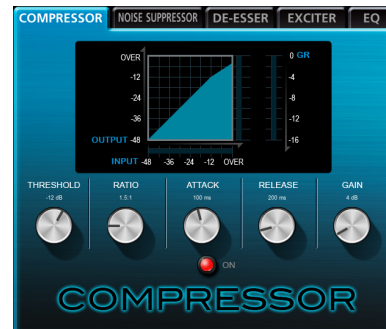 COMPRESSOR NOISE SUPPRESSOR DE-ESSER EXCITER EQ
OVER 0 GR
-12 -4
-24 -8
-36 -12
OUTPUT -48 -16
INPUT -48 -36 -24 -12 OVER
THRESHOLD RATIO ATTACK RELEASE GAIN
-12 dB 1.5:1 100 ms 200 ms 4 dB
ON
COMPRESSOR